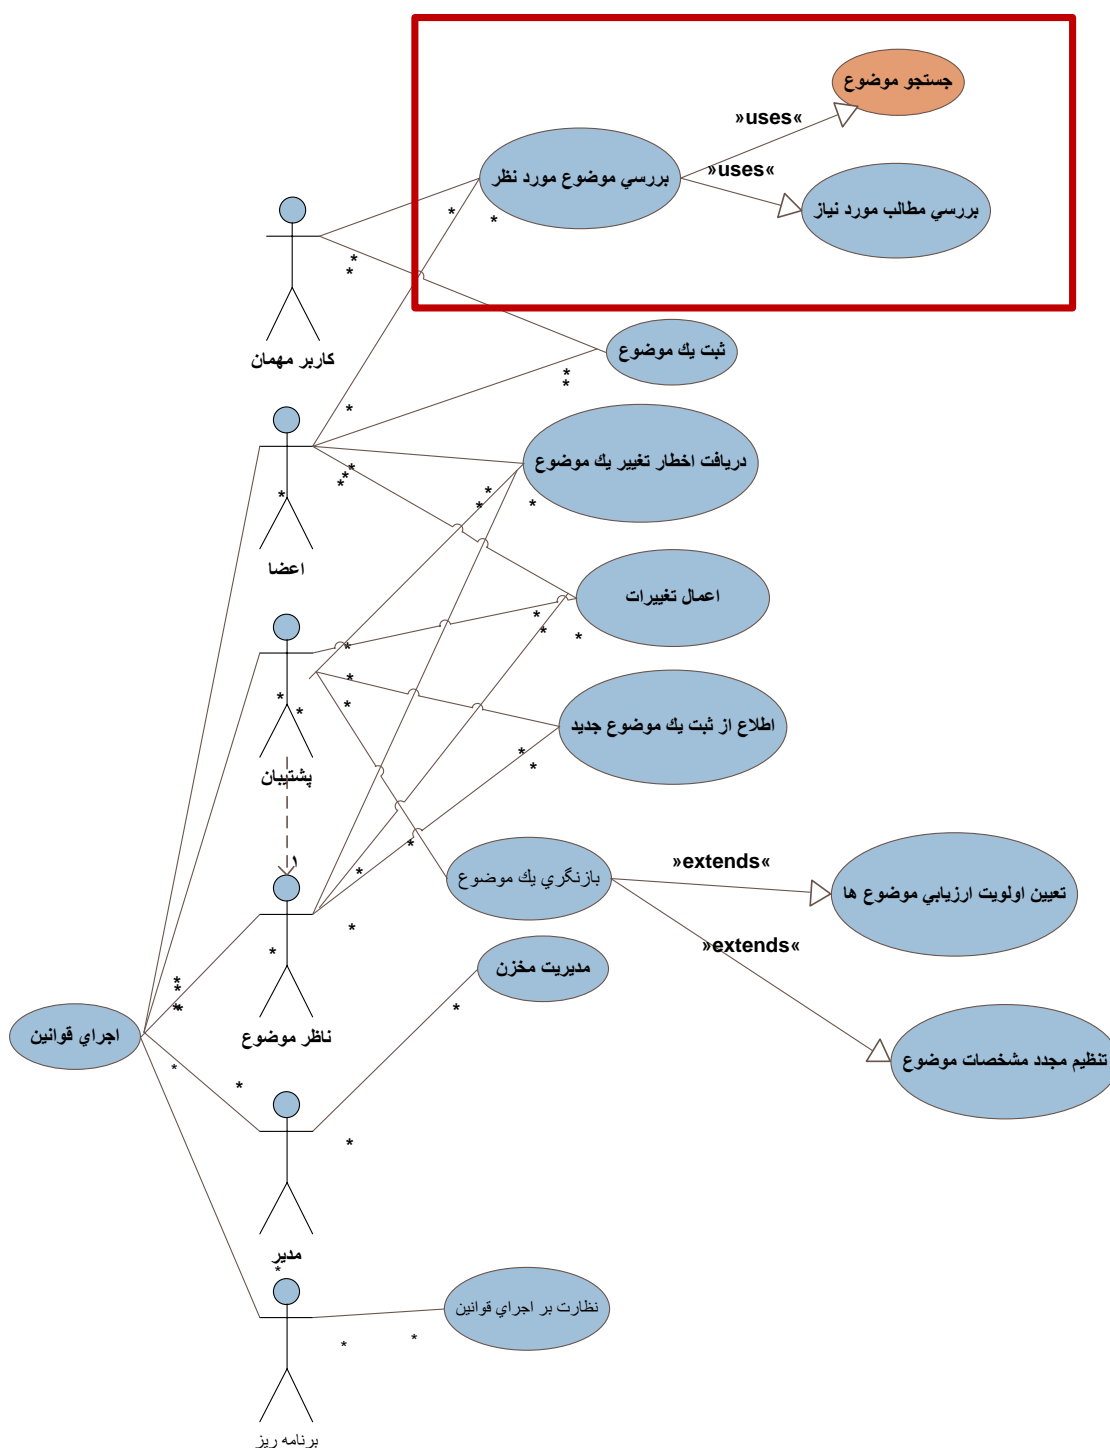 جستجو موضوع
»uses«
بررسي موضوع مورد نظر
»uses«
بررسي مطالب مورد نياز
* *
*
*
كاربر مهمان
ثبت يك موضوع
*
*
*
دريافت اخطار تغيير يك موضوع
*
*
*
*
*
*
*
*
اعضا
اعمال تغييرات
*
*
*
*
*
*
*
*
اطلاع از ثبت يك موضوع جديد
*
*
*
پشتيبان
۱
*
*
»extends«
بازنگري يك موضوع
تعيين اولويت ارزيابي موضوع ها
*
»extends«
*
مديريت مخزن
*
*
*
*
*
ناظر موضوع
اجراي قوانين
تنظيم مجدد مشخصات موضوع
*
*
*
مدير
*
نظارت بر اجراي قوانين
*
*
برنامه ريز